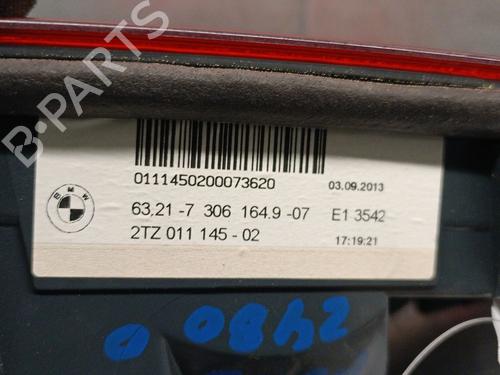 B-PARTS
0111450200073620
03.09.2013
BMW
63.21-7 306 164.9-07 E1 3542
2TZ 011 145-02
17:19:21